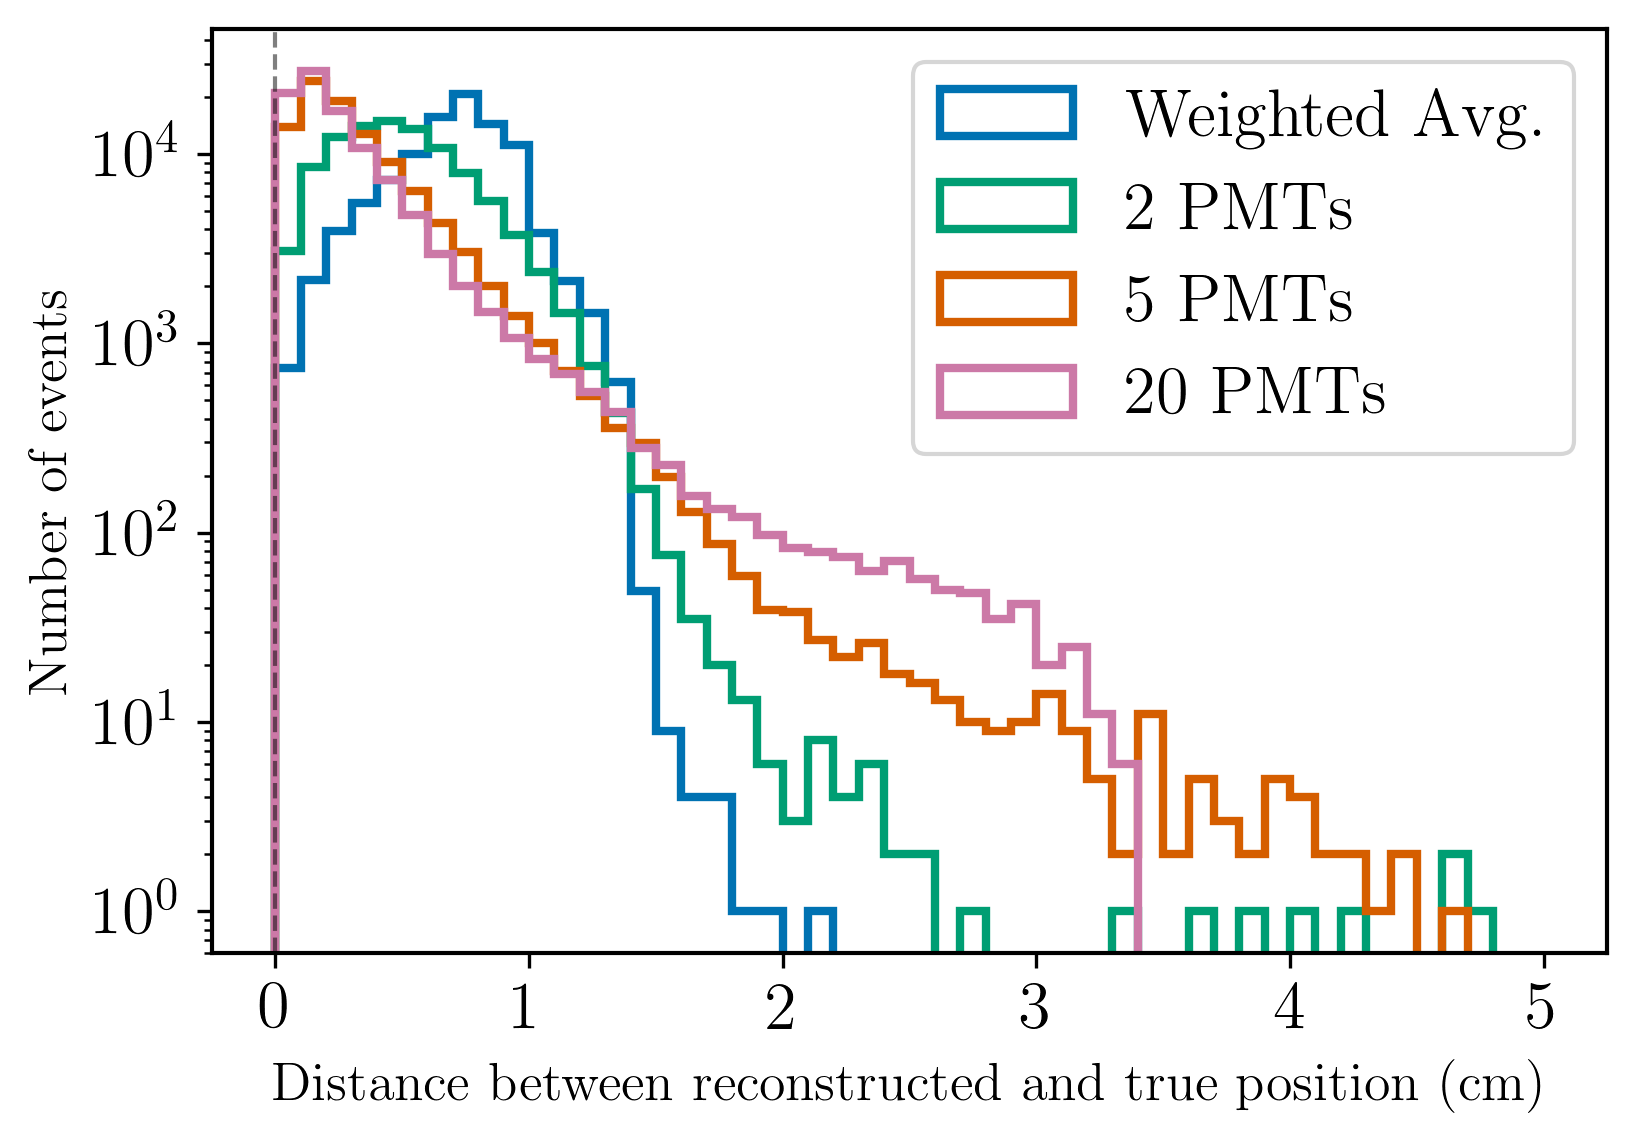 Number of events
10^4
10^3
10^2
10^1
10^0
Weighted Avg.
2 PMTs
5 PMTs
20 PMTs
0 1 2 3 4 5
Distance between reconstructed and true position (cm)